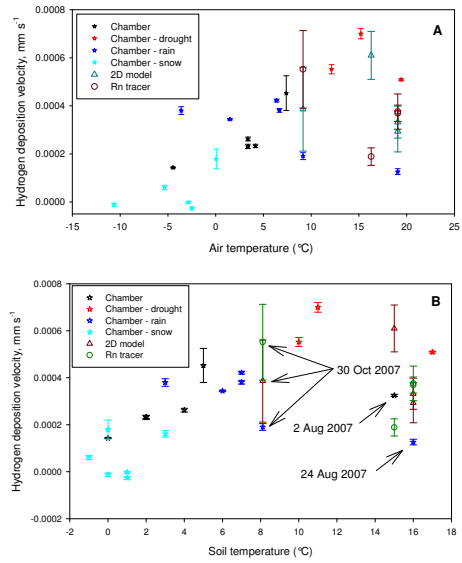 0.0008
A
Chamber
Chamber - drought
Chamber - rain
Chamber - snow
2D model
Rn tracer
0.0006
0.0004
0.0002
0.0000
Hydrogen deposition velocity, mm s-1
-15 -10 -5 0 5 10 15 20 25
Air temperature (°C)
0.0008
B
Chamber
Chamber - drought
Chamber - rain
Chamber - snow
2D model
Rn tracer
0.0006
30 Oct 2007
0.0004
2 Aug 2007
0.0002
24 Aug 2007
0.0000
-0.0002
Hydrogen deposition velocity, mm s-1
-2 0 2 4 6 8 10 12 14 16 18
Soil temperature (°C)